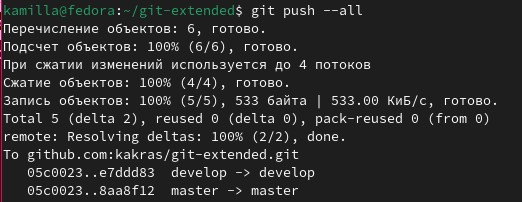 kamilla@fedora:~/git-extended$ git push --all
Перечисление объектов: 6, готово.
Подсчет объектов: 100% (6/6), готово.
При сжатии изменений используется до 4 потоков
Сжатие объектов: 100% (4/4), готово.
Запись объектов: 100% (5/5), 533 байта | 533.00 КиБ/с, готово.
Total 5 (delta 2), reused 0 (delta 0), pack-reused 0 (from 0)
remote: Resolving deltas: 100% (2/2), done.
To github.com:kakras/git-extended.git
   05c0023..e7ddd83  develop -> develop
   05c0023..8aa8f12  master -> master